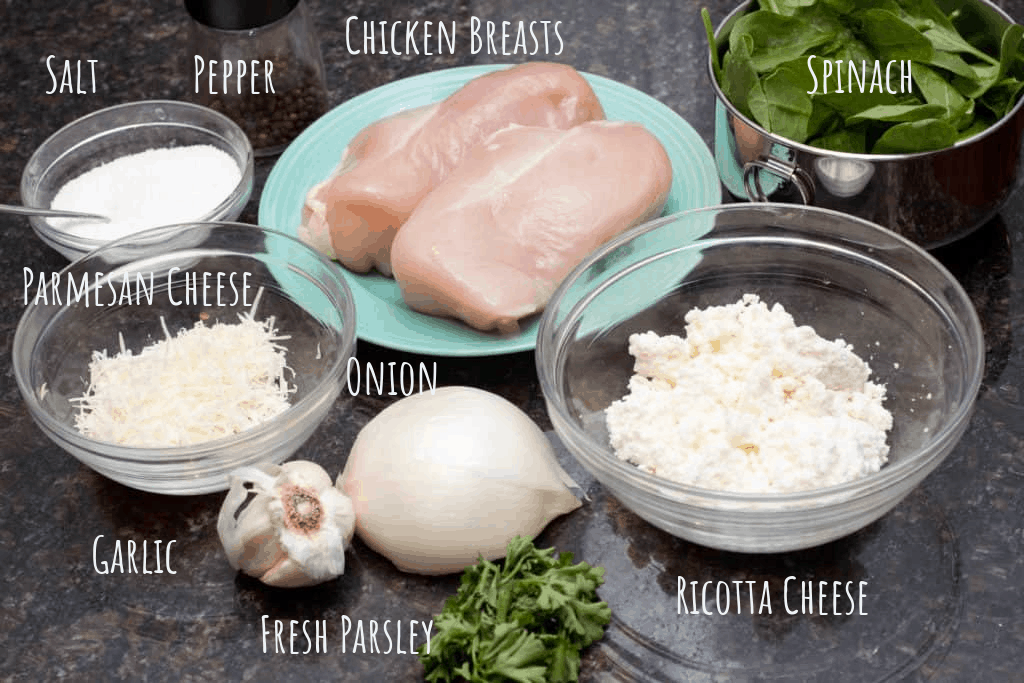 Chicken Breasts
Salt
Pepper
Spinach
Parmesan Cheese
Onion
Garlic
Ricotta Cheese
Fresh Parsley